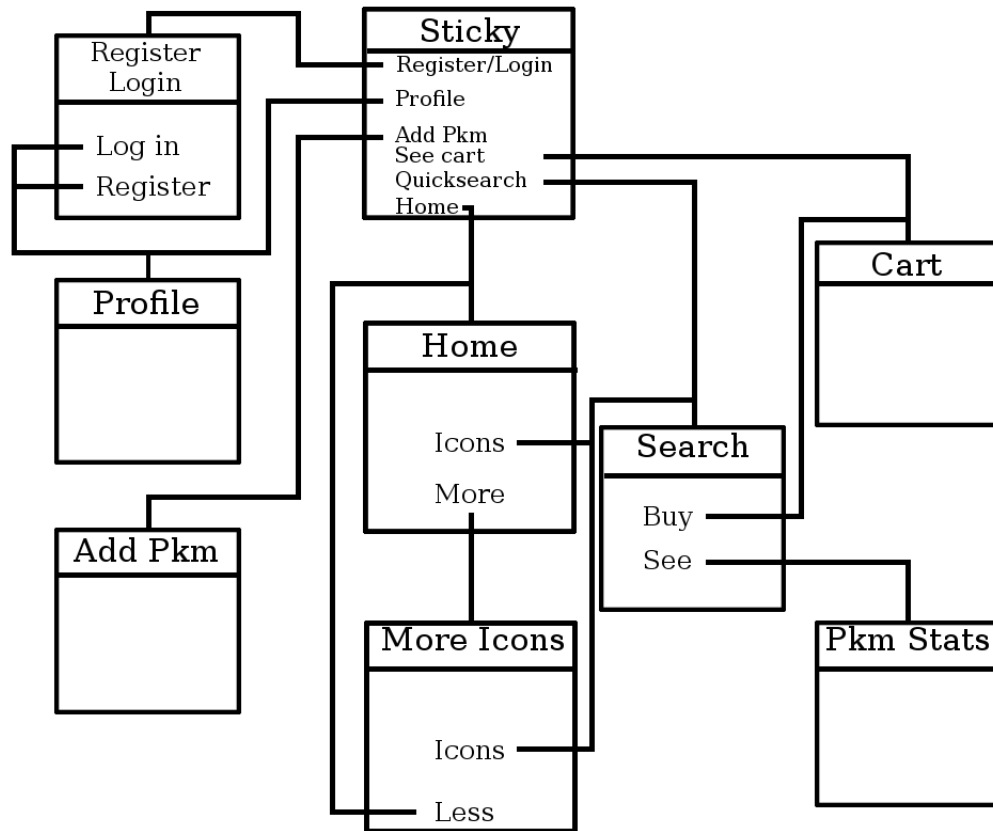 Register
Login
Log in
Register
Sticky
Register/Login
Profile
Add Pkm
See cart
Quicksearch
Home
Cart
Profile
Home
Icons
More
Search
Buy
See
Add Pkm
More Icons
Icons
Less
Pkm Stats